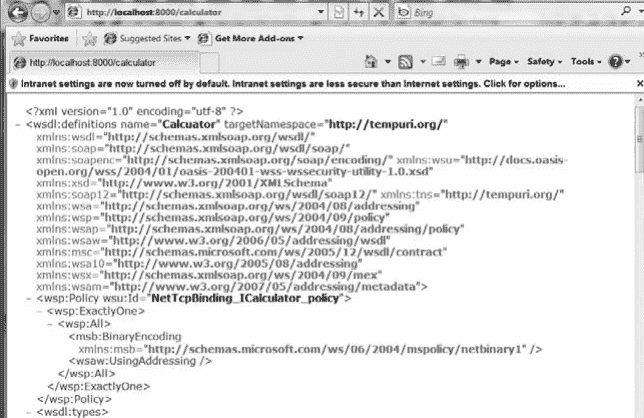 http://localhost:8000/calculator
Bing
Favorites Suggested Sites Get More Add-ons
http://localhost:8000/calculator
Page Safety Tools
Intranet settings are now turned off by default. Intranet settings are less secure than Internet settings. Click for options...
<?xml version="1.0" encoding="utf-8" ?>
- <wsdl:definitions name="Calcuator" targetNamespace="http://tempuri.org/"
xmlns:wsdl="http://schemas.xmlsoap.org/wsdl/"
xmlns:soap="http://schemas.xmlsoap.org/wsdl/soap/"
xmlns:soapenc="http://schemas.xmlsoap.org/soap/encoding/" xmlns:wsu="http://docs.oasis-
open.org/wss/2004/01/oasis-200401-wss-wssecurity-utility-1.0.xsd"
xmlns:xsd="http://www.w3.org/2001/XMLSchema"
xmlns:soap12="http://schemas.xmlsoap.org/wsdl/soap12/" xmlns:tns="http://tempuri.org/"
xmlns:wsa="http://schemas.xmlsoap.org/ws/2004/08/addressing"
xmlns:wsp="http://schemas.xmlsoap.org/ws/2004/09/policy"
xmlns:wsap="http://schemas.xmlsoap.org/ws/2004/08/addressing/policy"
xmlns:wsaw="http://www.w3.org/2006/05/addressing/wsdl"
xmlns:msc="http://schemas.microsoft.com/ws/2005/12/wsdl/contract"
xmlns:wsa10="http://www.w3.org/2005/08/addressing"
xmlns:wsx="http://schemas.xmlsoap.org/ws/2004/09/mex"
xmlns:wsam="http://www.w3.org/2007/05/addressing/metadata">
- <wsp:Policy wsu:Id="NetTcpBinding_ICalculator_policy">
- <wsp:ExactlyOne>
- <wsp:All>
<msb:BinaryEncoding
xmlns:msb="http://schemas.microsoft.com/ws/06/2004/mspolicy/netbinary1" />
<wsaw:UsingAddressing />
</wsp:All>
</wsp:ExactlyOne>
</wsp:Policy>
- <wsdl:types>